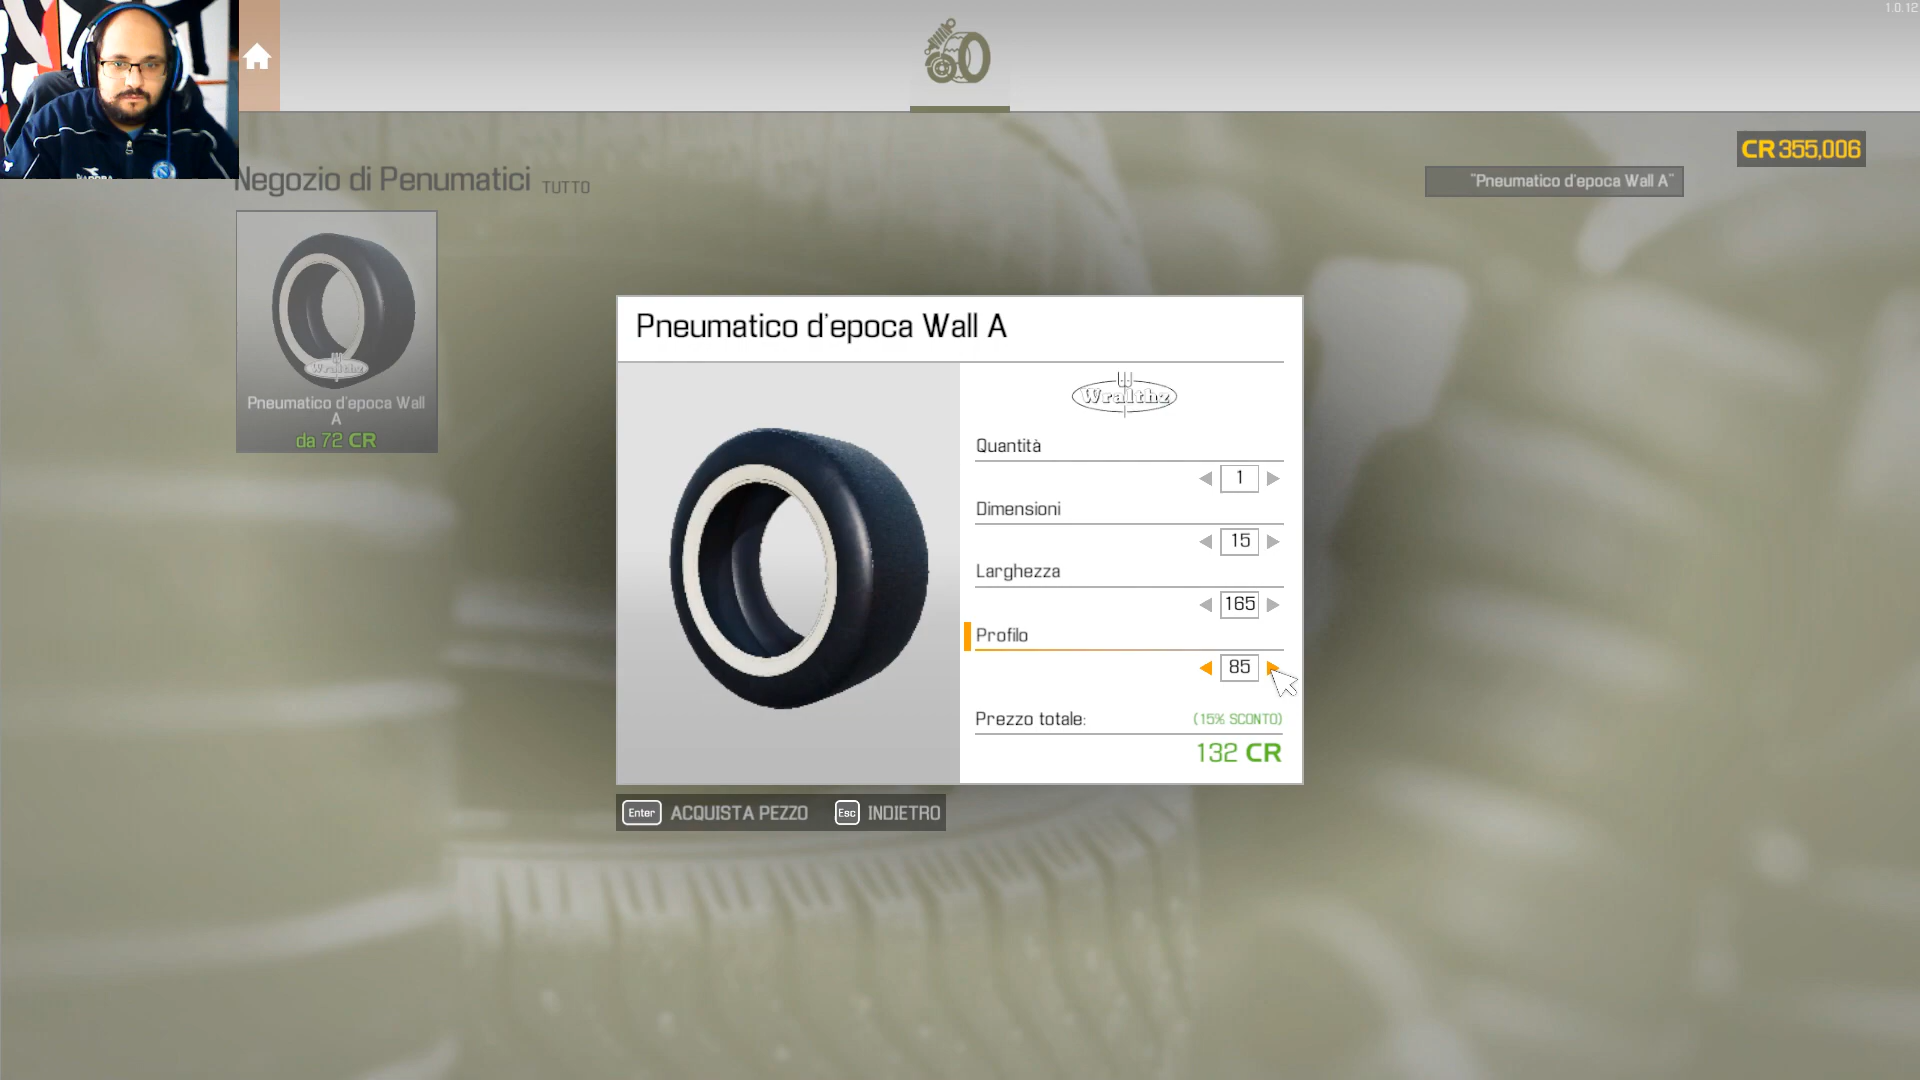 1.0.12
CR 355,006
Negozio di Penumatici TUTTO
"Pneumatico d'epoca Wall A"
Wralthz
Pneumatico d'epoca Wall
A
da 72 CR
Pneumatico d'epoca Wall A
Wralthz
Quantità
1
Dimensioni
15
Larghezza
165
Profilo
85
Prezzo totale: (15% SCONTO)
132 CR
Enter ACQUISTA PEZZO Esc INDIETRO